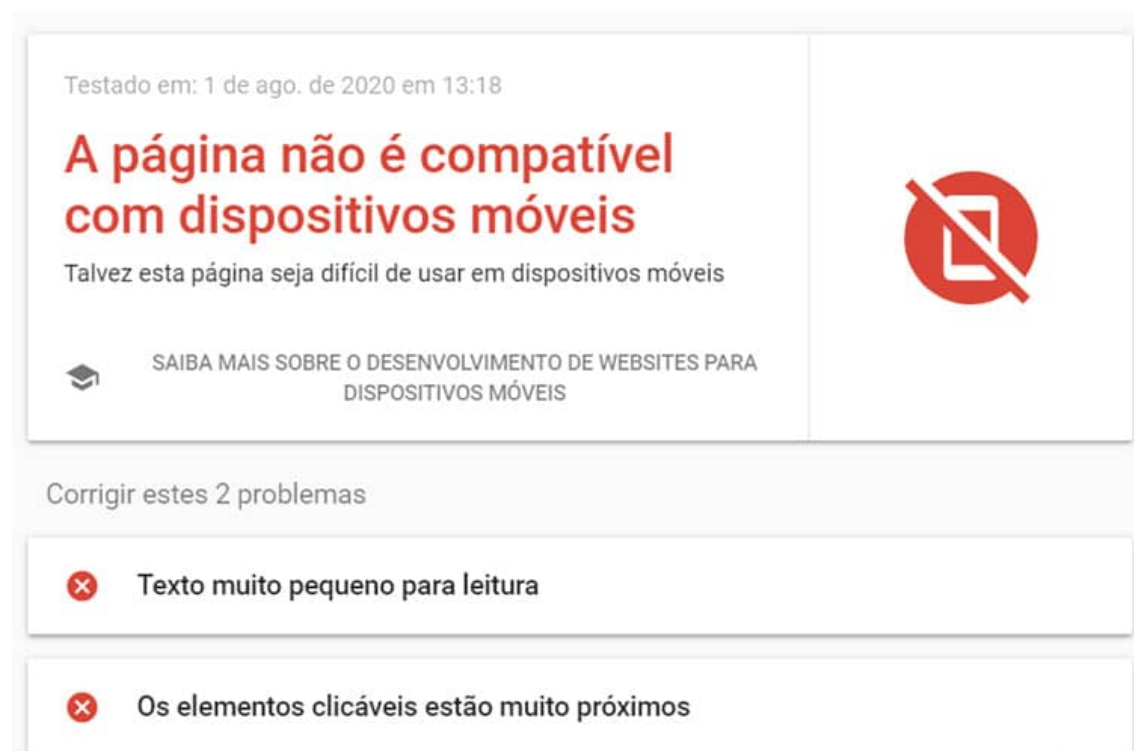 Testado em: 1 de ago. de 2020 em 13:18
A página não é compatível
com dispositivos móveis
Talvez esta página seja difícil de usar em dispositivos móveis
SAIBA MAIS SOBRE O DESENVOLVIMENTO DE WEBSITES PARA
DISPOSITIVOS MÓVEIS
Corrigir estes 2 problemas
Texto muito pequeno para leitura
Os elementos clicáveis estão muito próximos